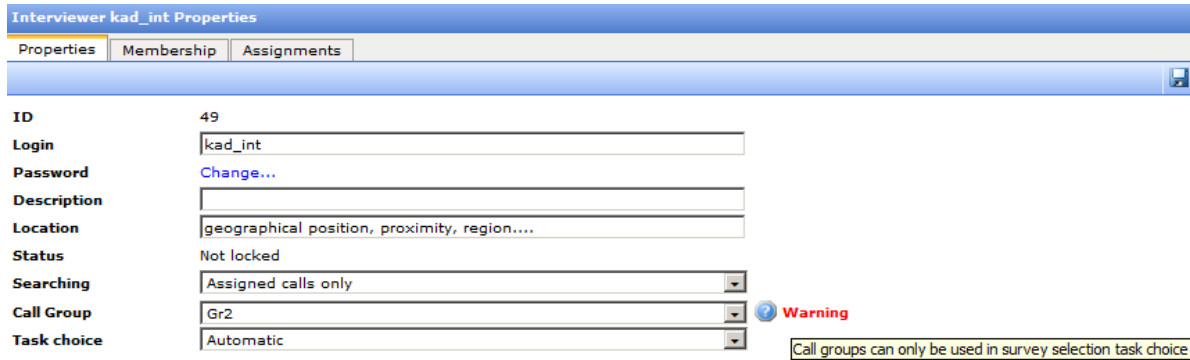 Interviewer kad_int Properties
Properties Membership Assignments
ID 49
Login kad_int
Password Change...
Description
Location geographical position, proximity, region....
Status Not locked
Searching Assigned calls only
Call Group Gr2 ? Warning
Task choice Automatic
Call groups can only be used in survey selection task choice